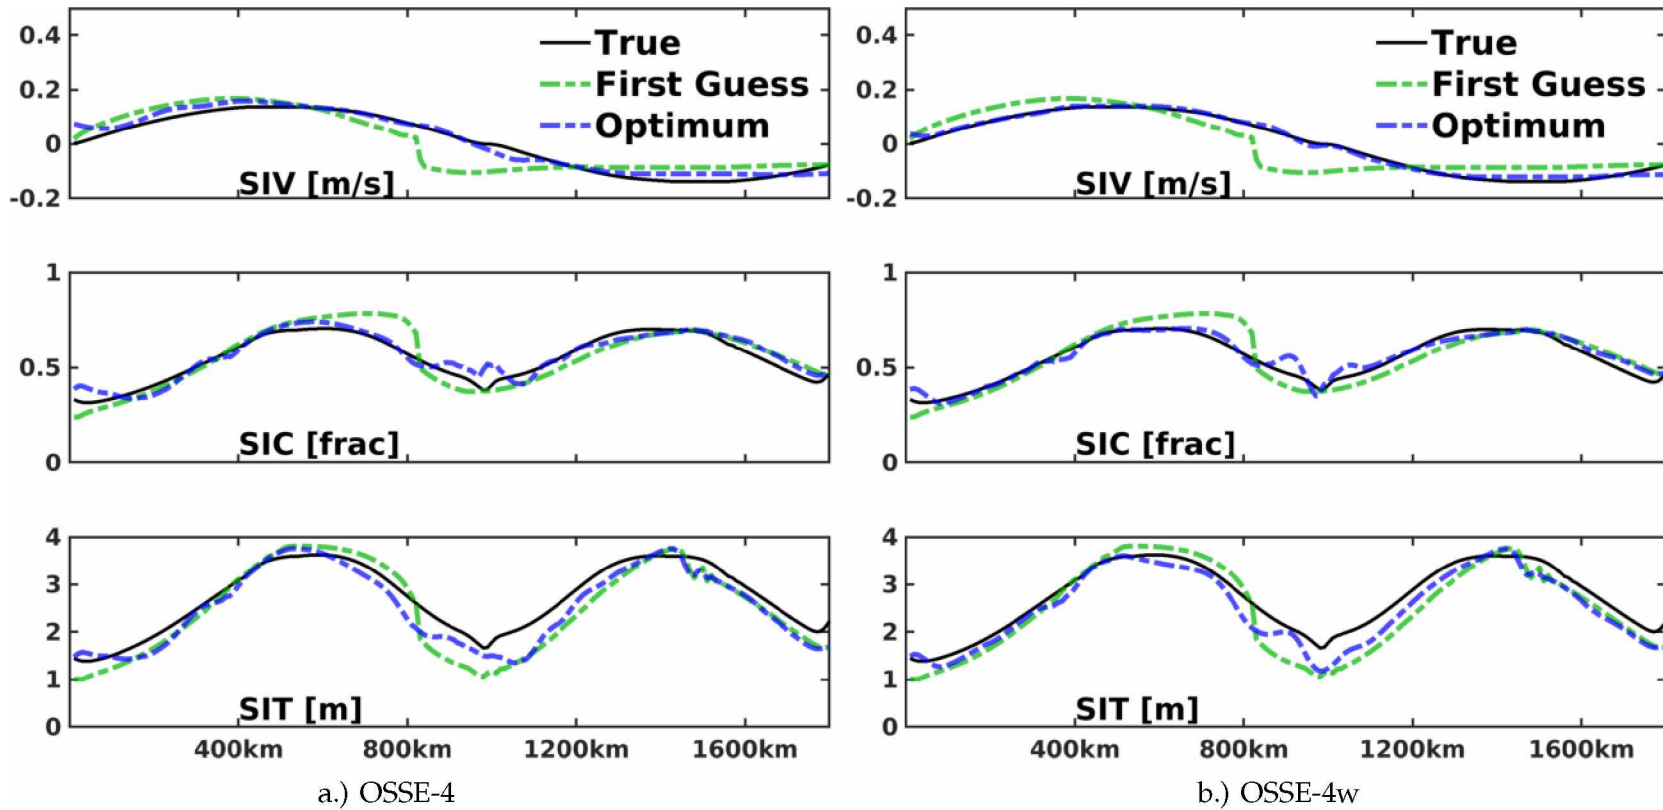 0.4
0.2
0
-0.2
True
First Guess
Optimum
SIV [m/s]
1
0.5
0
SIC [frac]
4
3
2
1
0
SIT [m]
400km 800km 1200km 1600km
a.) OSSE-4
0.4
0.2
0
-0.2
True
First Guess
Optimum
SIV [m/s]
1
0.5
0
SIC [frac]
4
3
2
1
0
SIT [m]
400km 800km 1200km 1600km
b.) OSSE-4w